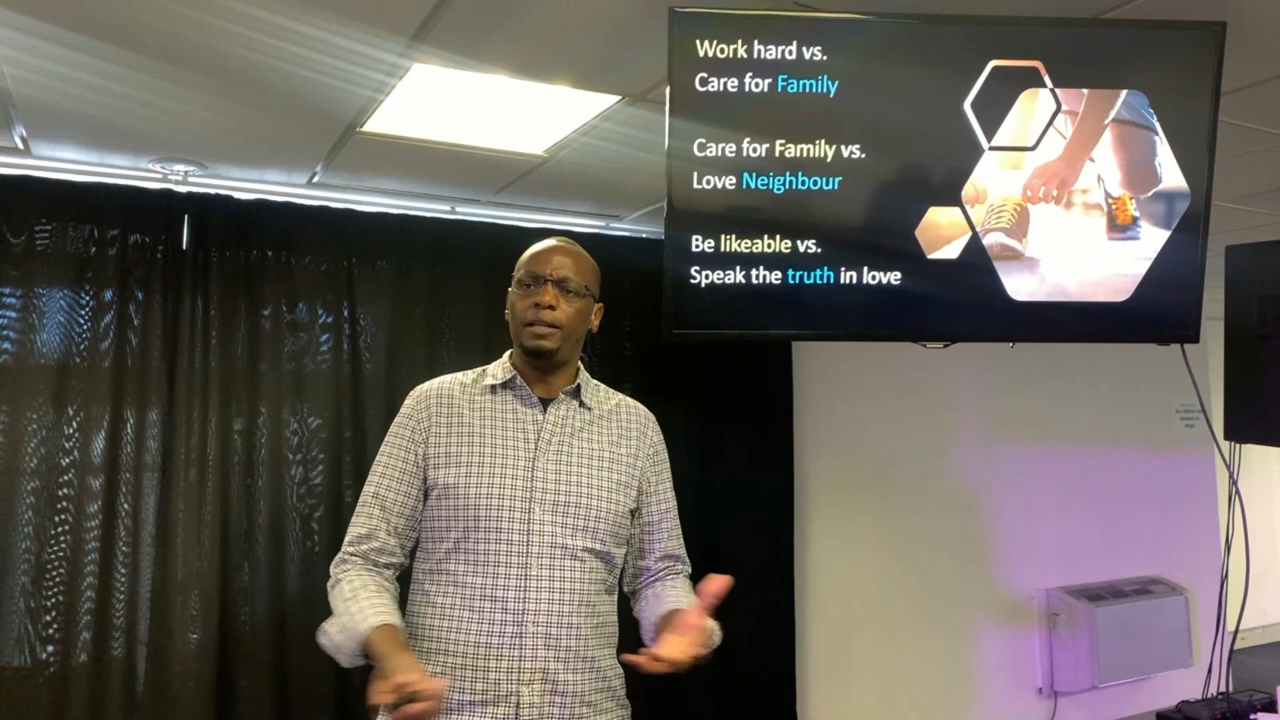 Work hard vs.
Care for Family
Care for Family vs.
Love Neighbour
Be likeable vs.
Speak the truth in love